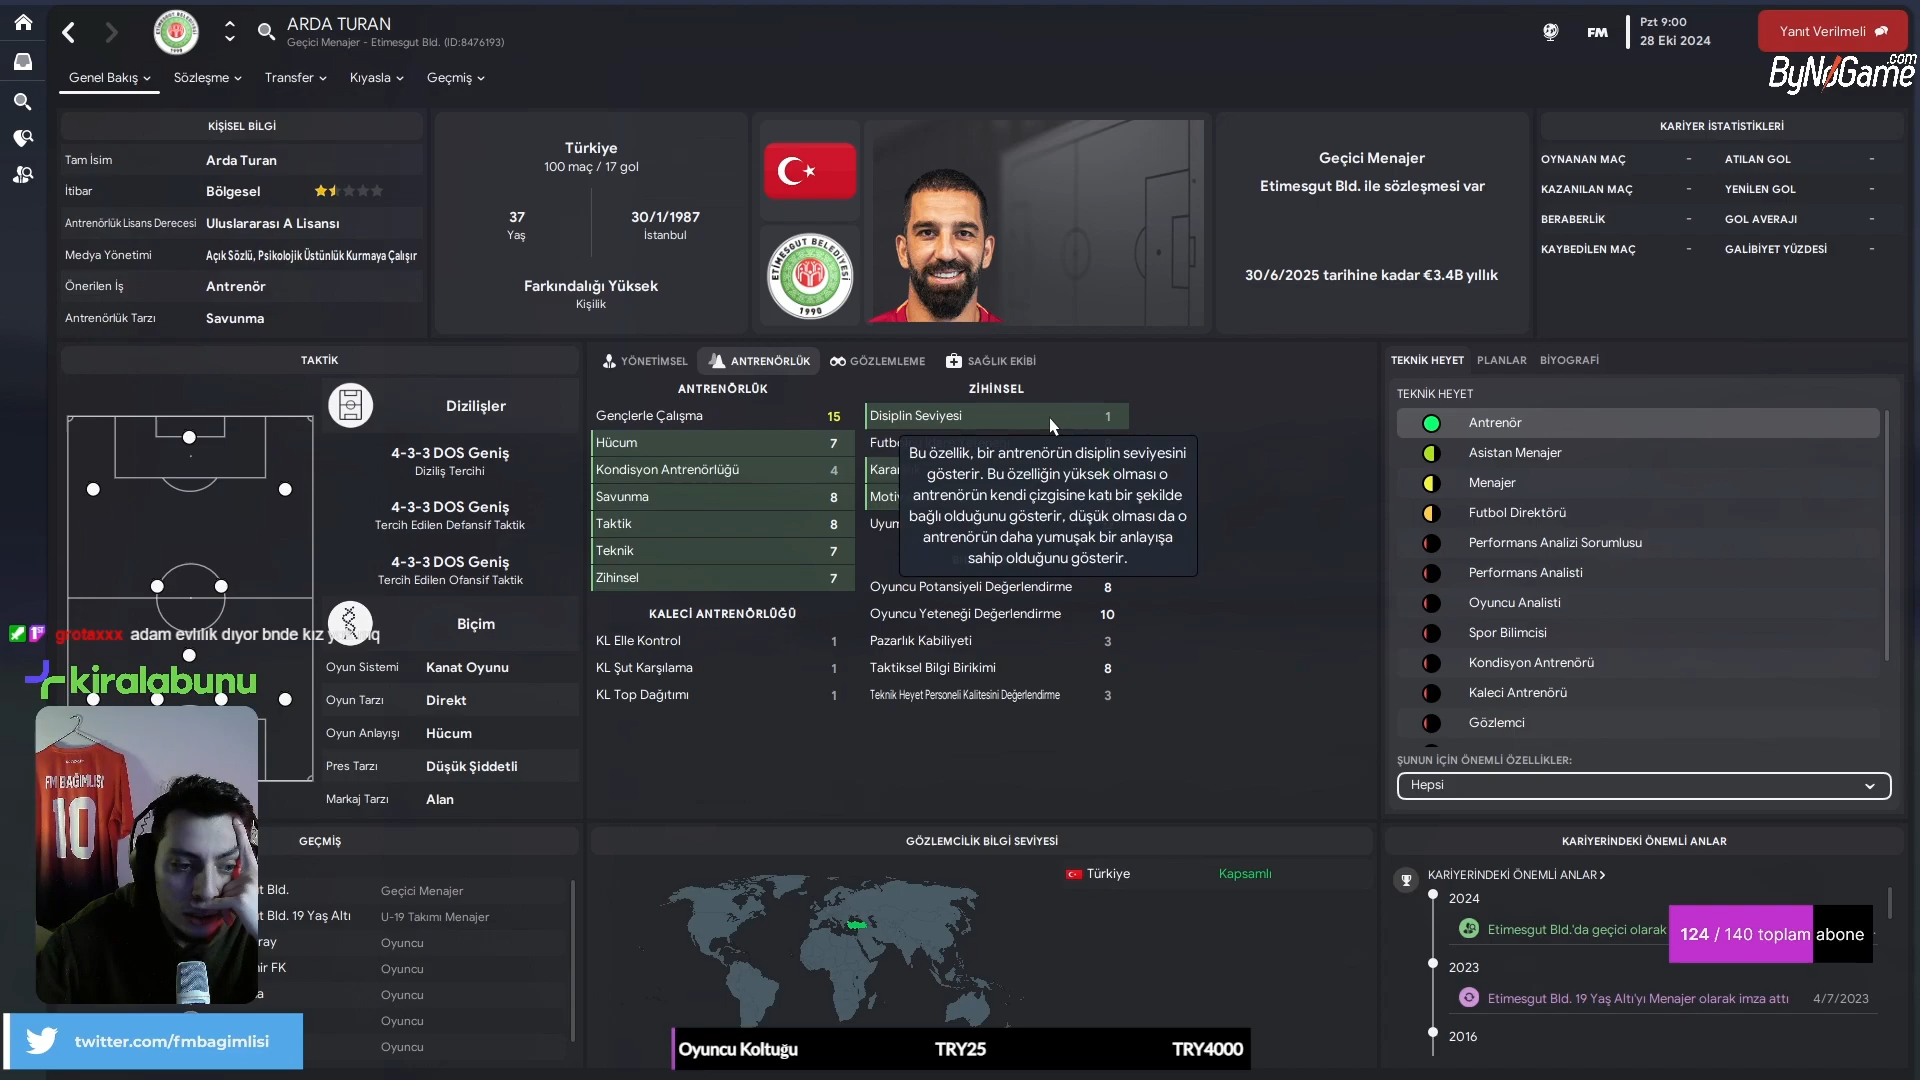 ARDA TURAN
Geçici Menajer - Etimesgut Bld. (ID:8476193)
FM
Pzt 9:00
28 Eki 2024
Yanıt Verilmeli
ByNoGame.com
Genel Bakış
Sözleşme
Transfer
Kıyasla
Geçmiş
KİŞİSEL BİLGİ
Tam İsim Arda Turan
İtibar Bölgesel
Antrenörlük Lisans Derecesi Uluslararası A Lisansı
Medya Yönetimi Açık Sözlü, Psikolojik Üstünlük Kurmaya Çalışır
Önerilen İş Antrenör
Antrenörlük Tarzı Savunma
Türkiye
100 maç / 17 gol
37
Yaş
30/1/1987
İstanbul
Farkındalığı Yüksek
Kişilik
ETİMESGUT BELEDİYESİ
1990
Geçici Menajer
Etimesgut Bld. ile sözleşmesi var
30/6/2025 tarihine kadar €3.4B yıllık
KARİYER İSTATİSTİKLERİ
OYNANAN MAÇ - ATILAN GOL -
KAZANILAN MAÇ - YENİLEN GOL -
BERABERLİK - GOL AVERAJI -
KAYBEDİLEN MAÇ - GALİBİYET YÜZDESİ -
TAKTİK
Dizilişler
4-3-3 DOS Geniş
Diziliş Tercihi
4-3-3 DOS Geniş
Tercih Edilen Defansif Taktik
4-3-3 DOS Geniş
Tercih Edilen Ofansif Taktik
Biçim
Oyun Sistemi Kanat Oyunu
Oyun Tarzı Direkt
Oyun Anlayışı Hücum
Pres Tarzı Düşük Şiddetli
Markaj Tarzı Alan
grotaxxx adam evlilik diyor bnde kız
kiralabunu
YÖNETİMSEL
ANTRENÖRLÜK
GÖZLEMLEME
SAĞLIK EKİBİ
ANTRENÖRLÜK
Gençlerle Çalışma 15
Hücum 7
Kondisyon Antrenörlüğü 4
Savunma 8
Taktik 8
Teknik 7
Zihinsel 7
KALECİ ANTRENÖRLÜĞÜ
KL Elle Kontrol 1
KL Şut Karşılama 1
KL Top Dağıtımı 1
ZİHİNSEL
Disiplin Seviyesi 1
Futb
Kara
Moti
Uyum
Bu özellik, bir antrenörün disiplin seviyesini
gösterir. Bu özelliğin yüksek olması o
antrenörün kendi çizgisine katı bir şekilde
bağlı olduğunu gösterir, düşük olması da o
antrenörün daha yumuşak bir anlayışa
sahip olduğunu gösterir.
Oyuncu Potansiyeli Değerlendirme 8
Oyuncu Yeteneği Değerlendirme 10
Pazarlık Kabiliyeti 3
Taktiksel Bilgi Birikimi 8
Teknik Heyet Personeli Kalitesini Değerlendirme 3
TEKNİK HEYET
PLANLAR
BİYOGRAFİ
TEKNİK HEYET
Antrenör
Asistan Menajer
Menajer
Futbol Direktörü
Performans Analizi Sorumlusu
Performans Analisti
Oyuncu Analisti
Spor Bilimcisi
Kondisyon Antrenörü
Kaleci Antrenörü
Gözlemci
ŞUNUN İÇİN ÖNEMLİ ÖZELLİKLER:
Hepsi
FM BAĞIMLISI
10
GEÇMİŞ
t Bld. Geçici Menajer
t Bld. 19 Yaş Altı U-19 Takımı Menajer
ray Oyuncu
ir FK Oyuncu
a Oyuncu
Oyuncu
Oyuncu
twitter.com/fmbagimlisi
GÖZLEMCİLİK BİLGİ SEVİYESİ
Türkiye Kapsamlı
Oyuncu Koltuğu TRY25 TRY4000
KARİYERİNDEKİ ÖNEMLİ ANLAR
KARİYERİNDEKİ ÖNEMLİ ANLAR
2024
Etimesgut Bld.'da geçici olarak
124 / 140 toplam abone
2023
Etimesgut Bld. 19 Yaş Altı'yı Menajer olarak imza attı 4/7/2023
2016